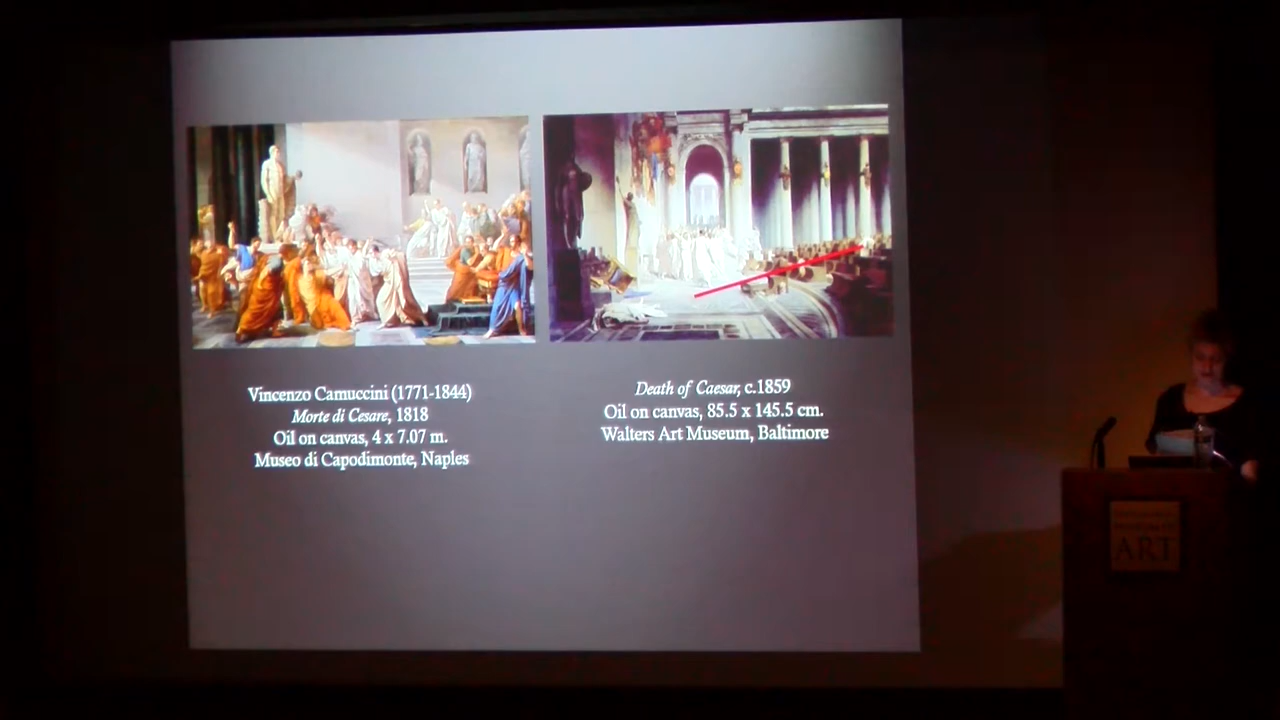 Vincenzo Camuccini (1771-1844)
Morte di Cesare, 1818
Oil on canvas, 4 x 7.07 m.
Museo di Capodimonte, Naples
Death of Caesar, c.1859
Oil on canvas, 85.5 x 145.5 cm.
Walters Art Museum, Baltimore
ART